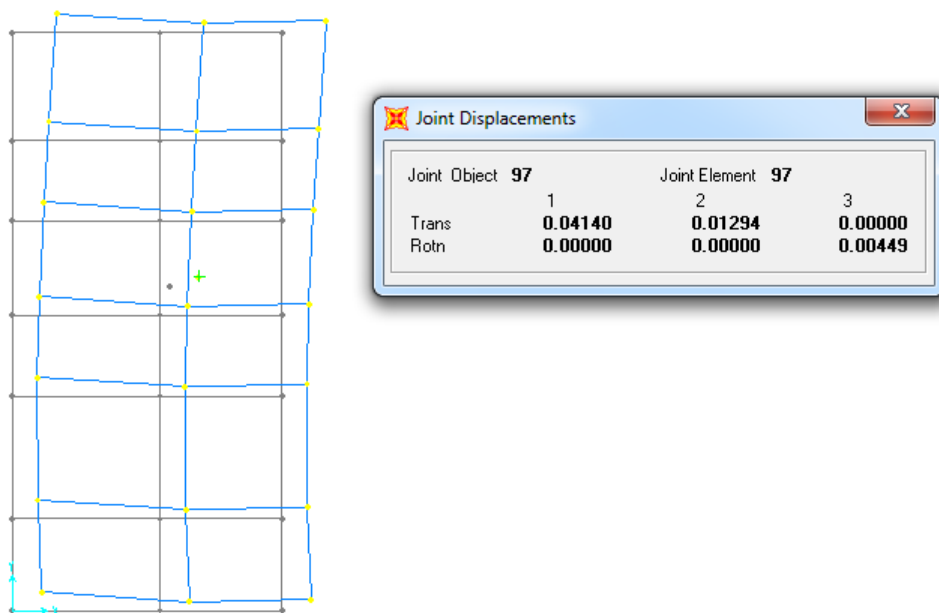 Joint Displacements
Joint Object 97 Joint Element 97
1 2 3
Trans 0.04140 0.01294 0.00000
Rotn 0.00000 0.00000 0.00449